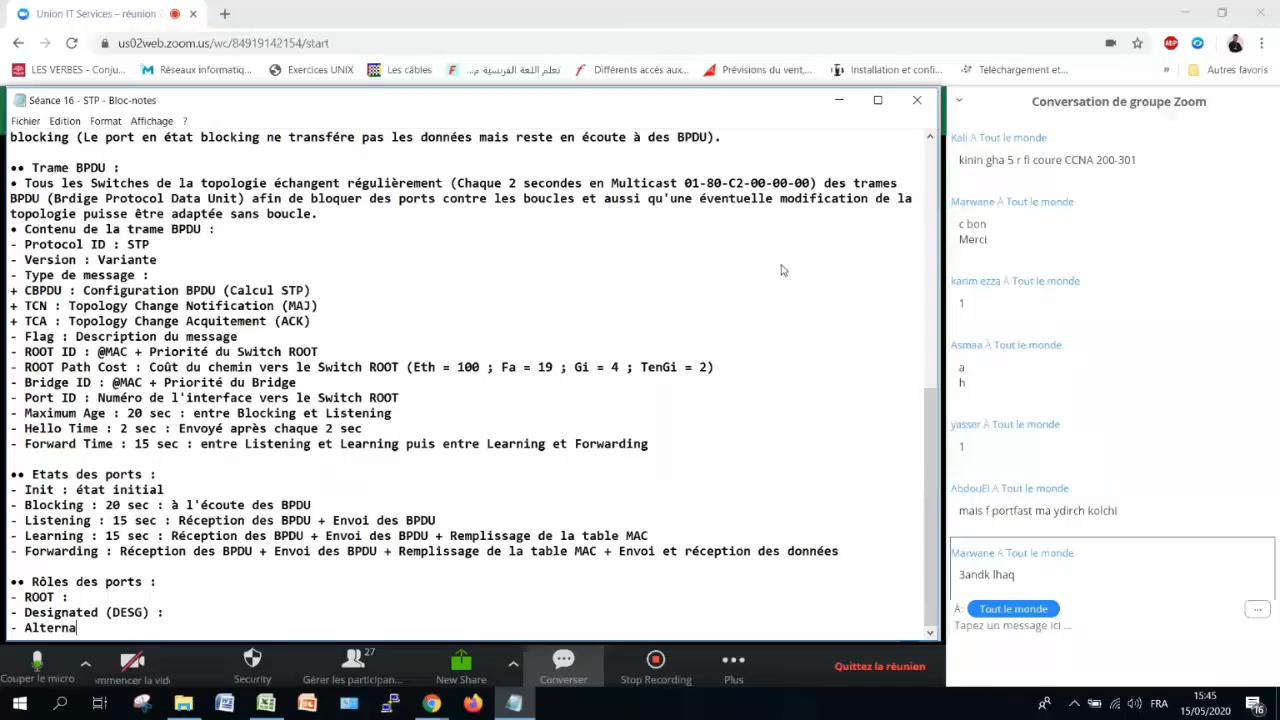 Union IT Services – réunion
us02web.zoom.us/wc/84919142154/start
LES VERBES - Conju...
Réseaux informatiq...
Exercices UNIX
Les câbles
تعلم اللغة الفرنسية م...
Différents accès aux...
Prévisions du vent,...
Installation et confi...
Téléchargement et...
»
Autres favoris
Séance 16 - STP - Bloc-notes
Fichier Edition Format Affichage ?
blocking (Le port en état blocking ne transfére pas les données mais reste en écoute à des BPDU).
•• Trame BPDU :
• Tous les Switches de la topologie échangent régulièrement (Chaque 2 secondes en Multicast 01-80-C2-00-00-00) des trames
BPDU (Brdige Protocol Data Unit) afin de bloquer des ports contre les boucles et aussi qu'une éventuelle modification de la
topologie puisse être adaptée sans boucle.
• Contenu de la trame BPDU :
- Protocol ID : STP
- Version : Variante
- Type de message :
+ CBPDU : Configuration BPDU (Calcul STP)
+ TCN : Topology Change Notification (MAJ)
+ TCA : Topology Change Acquitement (ACK)
- Flag : Description du message
- ROOT ID : @MAC + Priorité du Switch ROOT
- ROOT Path Cost : Coût du chemin vers le Switch ROOT (Eth = 100 ; Fa = 19 ; Gi = 4 ; TenGi = 2)
- Bridge ID : @MAC + Priorité du Bridge
- Port ID : Numéro de l'interface vers le Switch ROOT
- Maximum Age : 20 sec : entre Blocking et Listening
- Hello Time : 2 sec : Envoyé après chaque 2 sec
- Forward Time : 15 sec : entre Listening et Learning puis entre Learning et Forwarding
•• Etats des ports :
- Init : état initial
- Blocking : 20 sec : à l'écoute des BPDU
- Listening : 15 sec : Réception des BPDU + Envoi des BPDU
- Learning : 15 sec : Réception des BPDU + Envoi des BPDU + Remplissage de la table MAC
- Forwarding : Réception des BPDU + Envoi des BPDU + Remplissage de la table MAC + Envoi et réception des données
•• Rôles des ports :
- ROOT :
- Designated (DESG) :
- Alterna
Conversation de groupe Zoom
Kali À Tout le monde
kinin gha 5 r fi coure CCNA 200-301
Marwane À Tout le monde
c bon
Merci
karim ezza À Tout le monde
1
Asmaa À Tout le monde
a
h
yasser À Tout le monde
1
AbdouEl À Tout le monde
mais f portfast ma ydirch kolchi
Marwane À Tout le monde
3andk lhaq
À: Tout le monde ...
Tapez un message ici ...
27
Couper le micro
mmencer la vid
Security
Gérer les participan...
New Share
Converser
Stop Recording
Plus
Quittez la réunion
FRA
15:45
15/05/2020
16